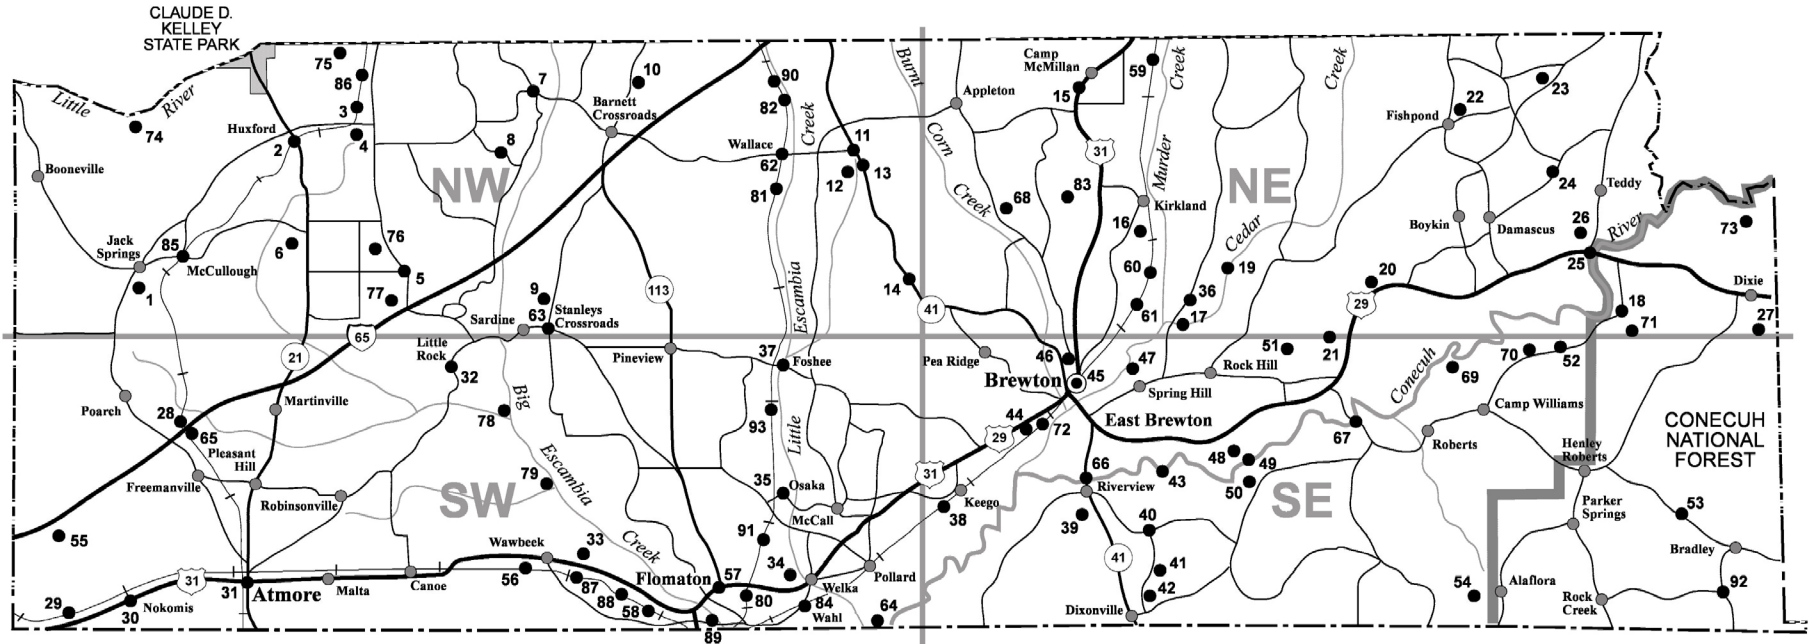 CLAUDE D.
KELLEY
STATE PARK
75
86
3
4
Little
River
74
Huxford
2
Booneville
7
8
10
Barnett
Crossroads
90
82
Creek
Wallace
62
81
11
12
13
Burnt
Corn
Creek
Appleton
Camp
McMillan
15
59
Creek
31
Murder
83
68
Kirkland
16
NW
NE
Creek
Cedar
Fishpond
22
23
24
Teddy
Boykin
Damascus
26
River
73
25
Jack
Springs
85
McCullough
6
76
5
77
1
9
63
Stanleys
Crossroads
Sardine
113
14
41
Escambia
60
61
36
17
19
20
29
18
71
Dixie
27
65
21
Little
Rock
32
Pineview
37
Foshee
Pen Ridge
46
45
Brewton
47
Spring Hill
Rock Hill
51
21
Conecuh
69
70
52
Camp Williams
Poarch
Martinville
28
65
Pleasant
Hill
Freemanville
Robinsonville
78
Big
Escambia
Creek
79
SW
93
Little
35
Osaka
McCall
91
44
72
29
31
East Brewton
Keego
38
66
Riverview
43
48
49
50
SE
67
Roberts
Henley
Roberts
CONECUH
NATIONAL
FOREST
Parker
Springs
53
Bradley
55
29
30
Nokomis
31
31
Atmore
Malta
Canoe
Wawbeek
33
56
87
88
58
Flomaton
57
89
80
34
Welka
84
Wahl
Pollard
64
39
40
41
41
42
Dixonville
54
Alaflora
Rock
Creek
92